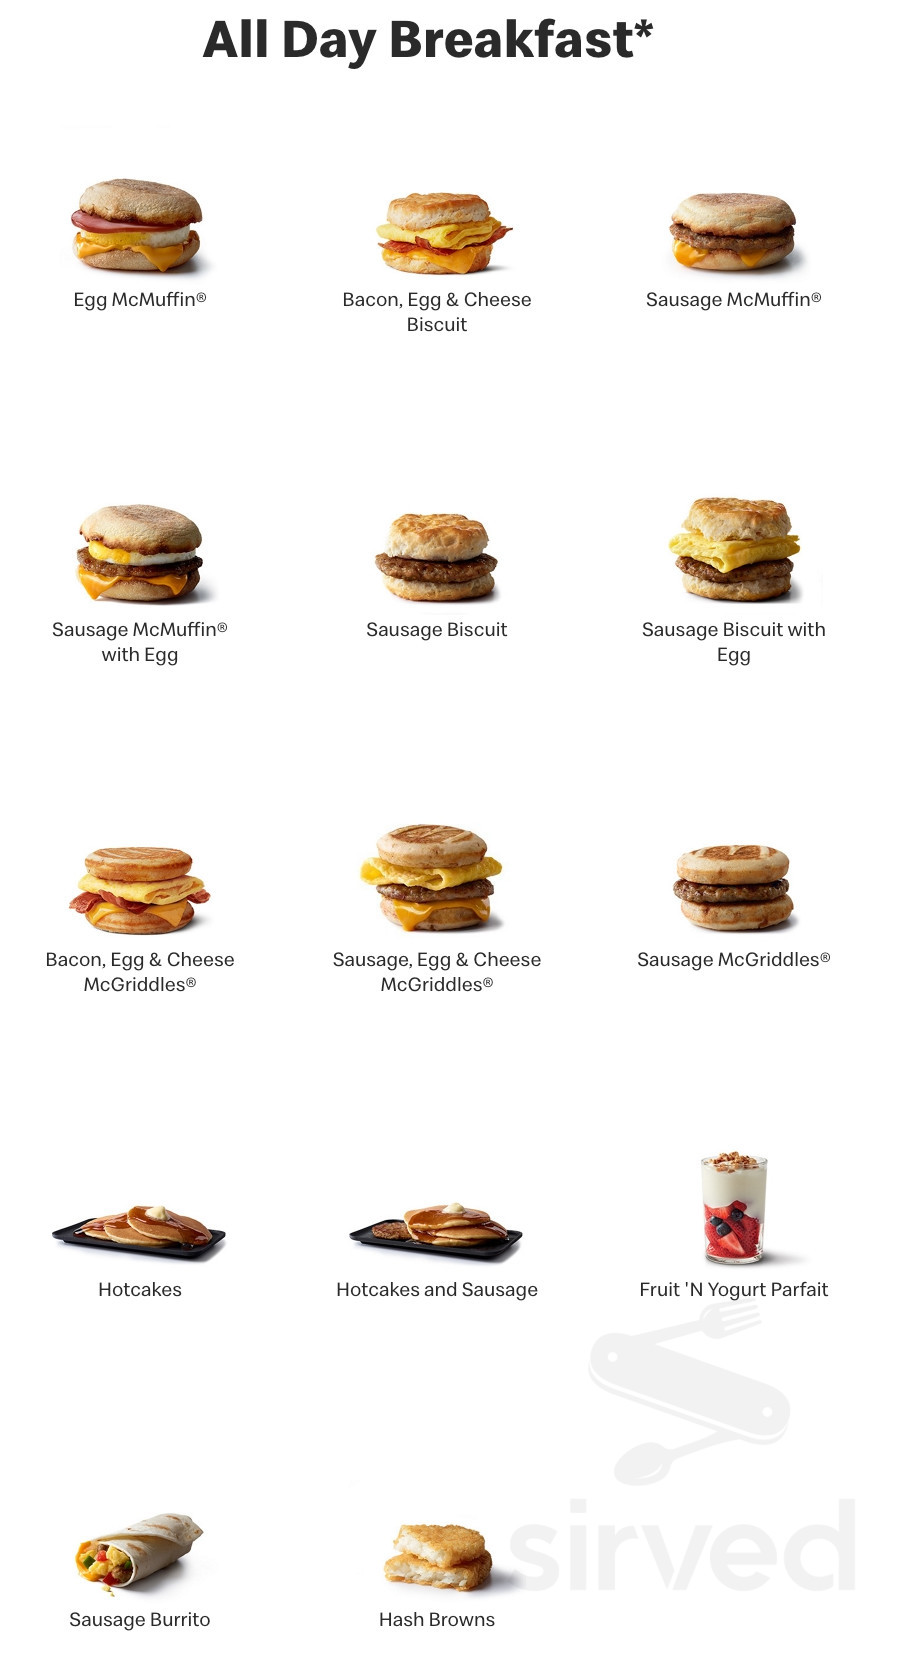 All Day Breakfast*
Egg McMuffin®
Bacon, Egg & Cheese
Biscuit
Sausage McMuffin®
Sausage McMuffin®
with Egg
Sausage Biscuit
Sausage Biscuit with
Egg
Bacon, Egg & Cheese
McGriddles®
Sausage, Egg & Cheese
McGriddles®
Sausage McGriddles®
Hotcakes
Hotcakes and Sausage
Fruit 'N Yogurt Parfait
Sausage Burrito
Hash Browns
sirved